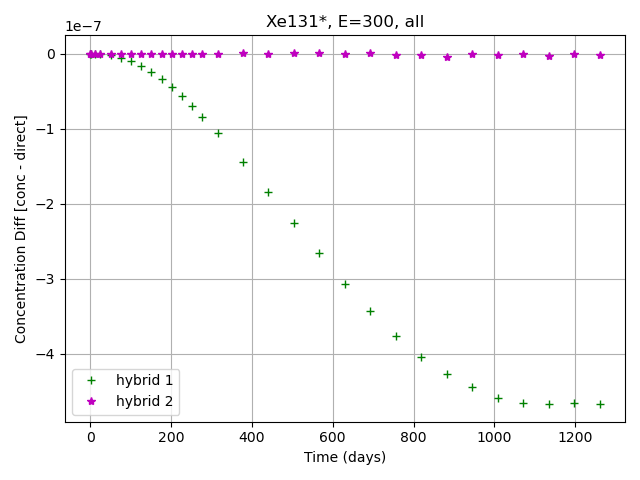 Xe131*, E=300, all
1e−7
Concentration Diff [conc - direct]
0
−1
−2
−3
−4
hybrid 1
hybrid 2
0 200 400 600 800 1000 1200
Time (days)